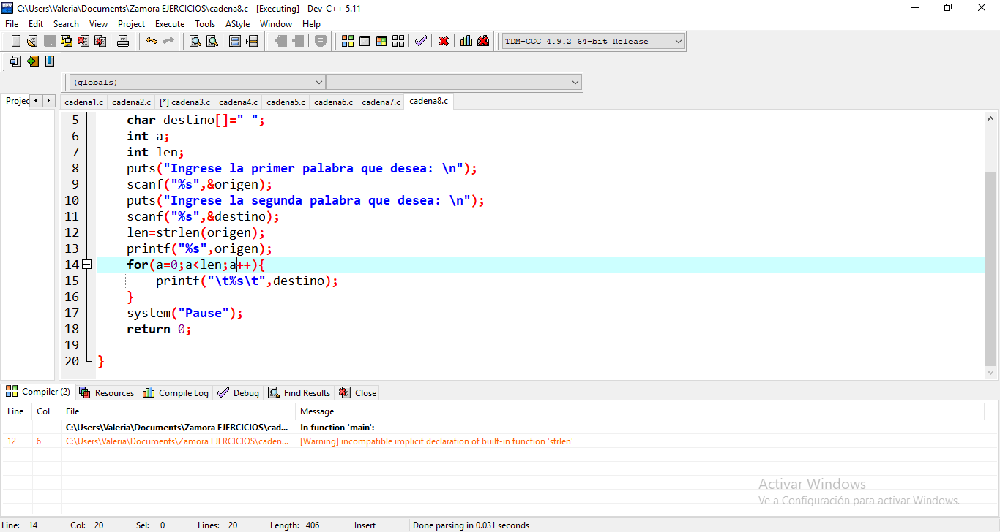 C:\Users\Valeria\Documents\Zamora EJERCICIOS\cadena8.c - [Executing] - Dev-C++ 5.11
File Edit Search View Project Execute Tools AStyle Window Help
TDM-GCC 4.9.2 64-bit Release
(globals)
Projec cadena1.c cadena2.c [*] cadena3.c cadena4.c cadena5.c cadena6.c cadena7.c cadena8.c
5 char destino[]=" ";
6 int a;
7 int len;
8 puts("Ingrese la primer palabra que desea: \n");
9 scanf("%s",&origen);
10 puts("Ingrese la segunda palabra que desea: \n");
11 scanf("%s",&destino);
12 len=strlen(origen);
13 printf("%s",origen);
14 for(a=0;a<len;a++){
15 printf("\t%s\t",destino);
16 }
17 system("Pause");
18 return 0;
19
20 }
Compiler (2) Resources Compile Log Debug Find Results Close
Line Col File Message
C:\Users\Valeria\Documents\Zamora EJERCICIOS\cad... In function 'main':
12 6 C:\Users\Valeria\Documents\Zamora EJERCICIOS\caden... [Warning] incompatible implicit declaration of built-in function 'strlen'
Activar Windows
Ve a Configuración para activar Windows.
Line: 14 Col: 20 Sel: 0 Lines: 20 Length: 406 Insert Done parsing in 0.031 seconds